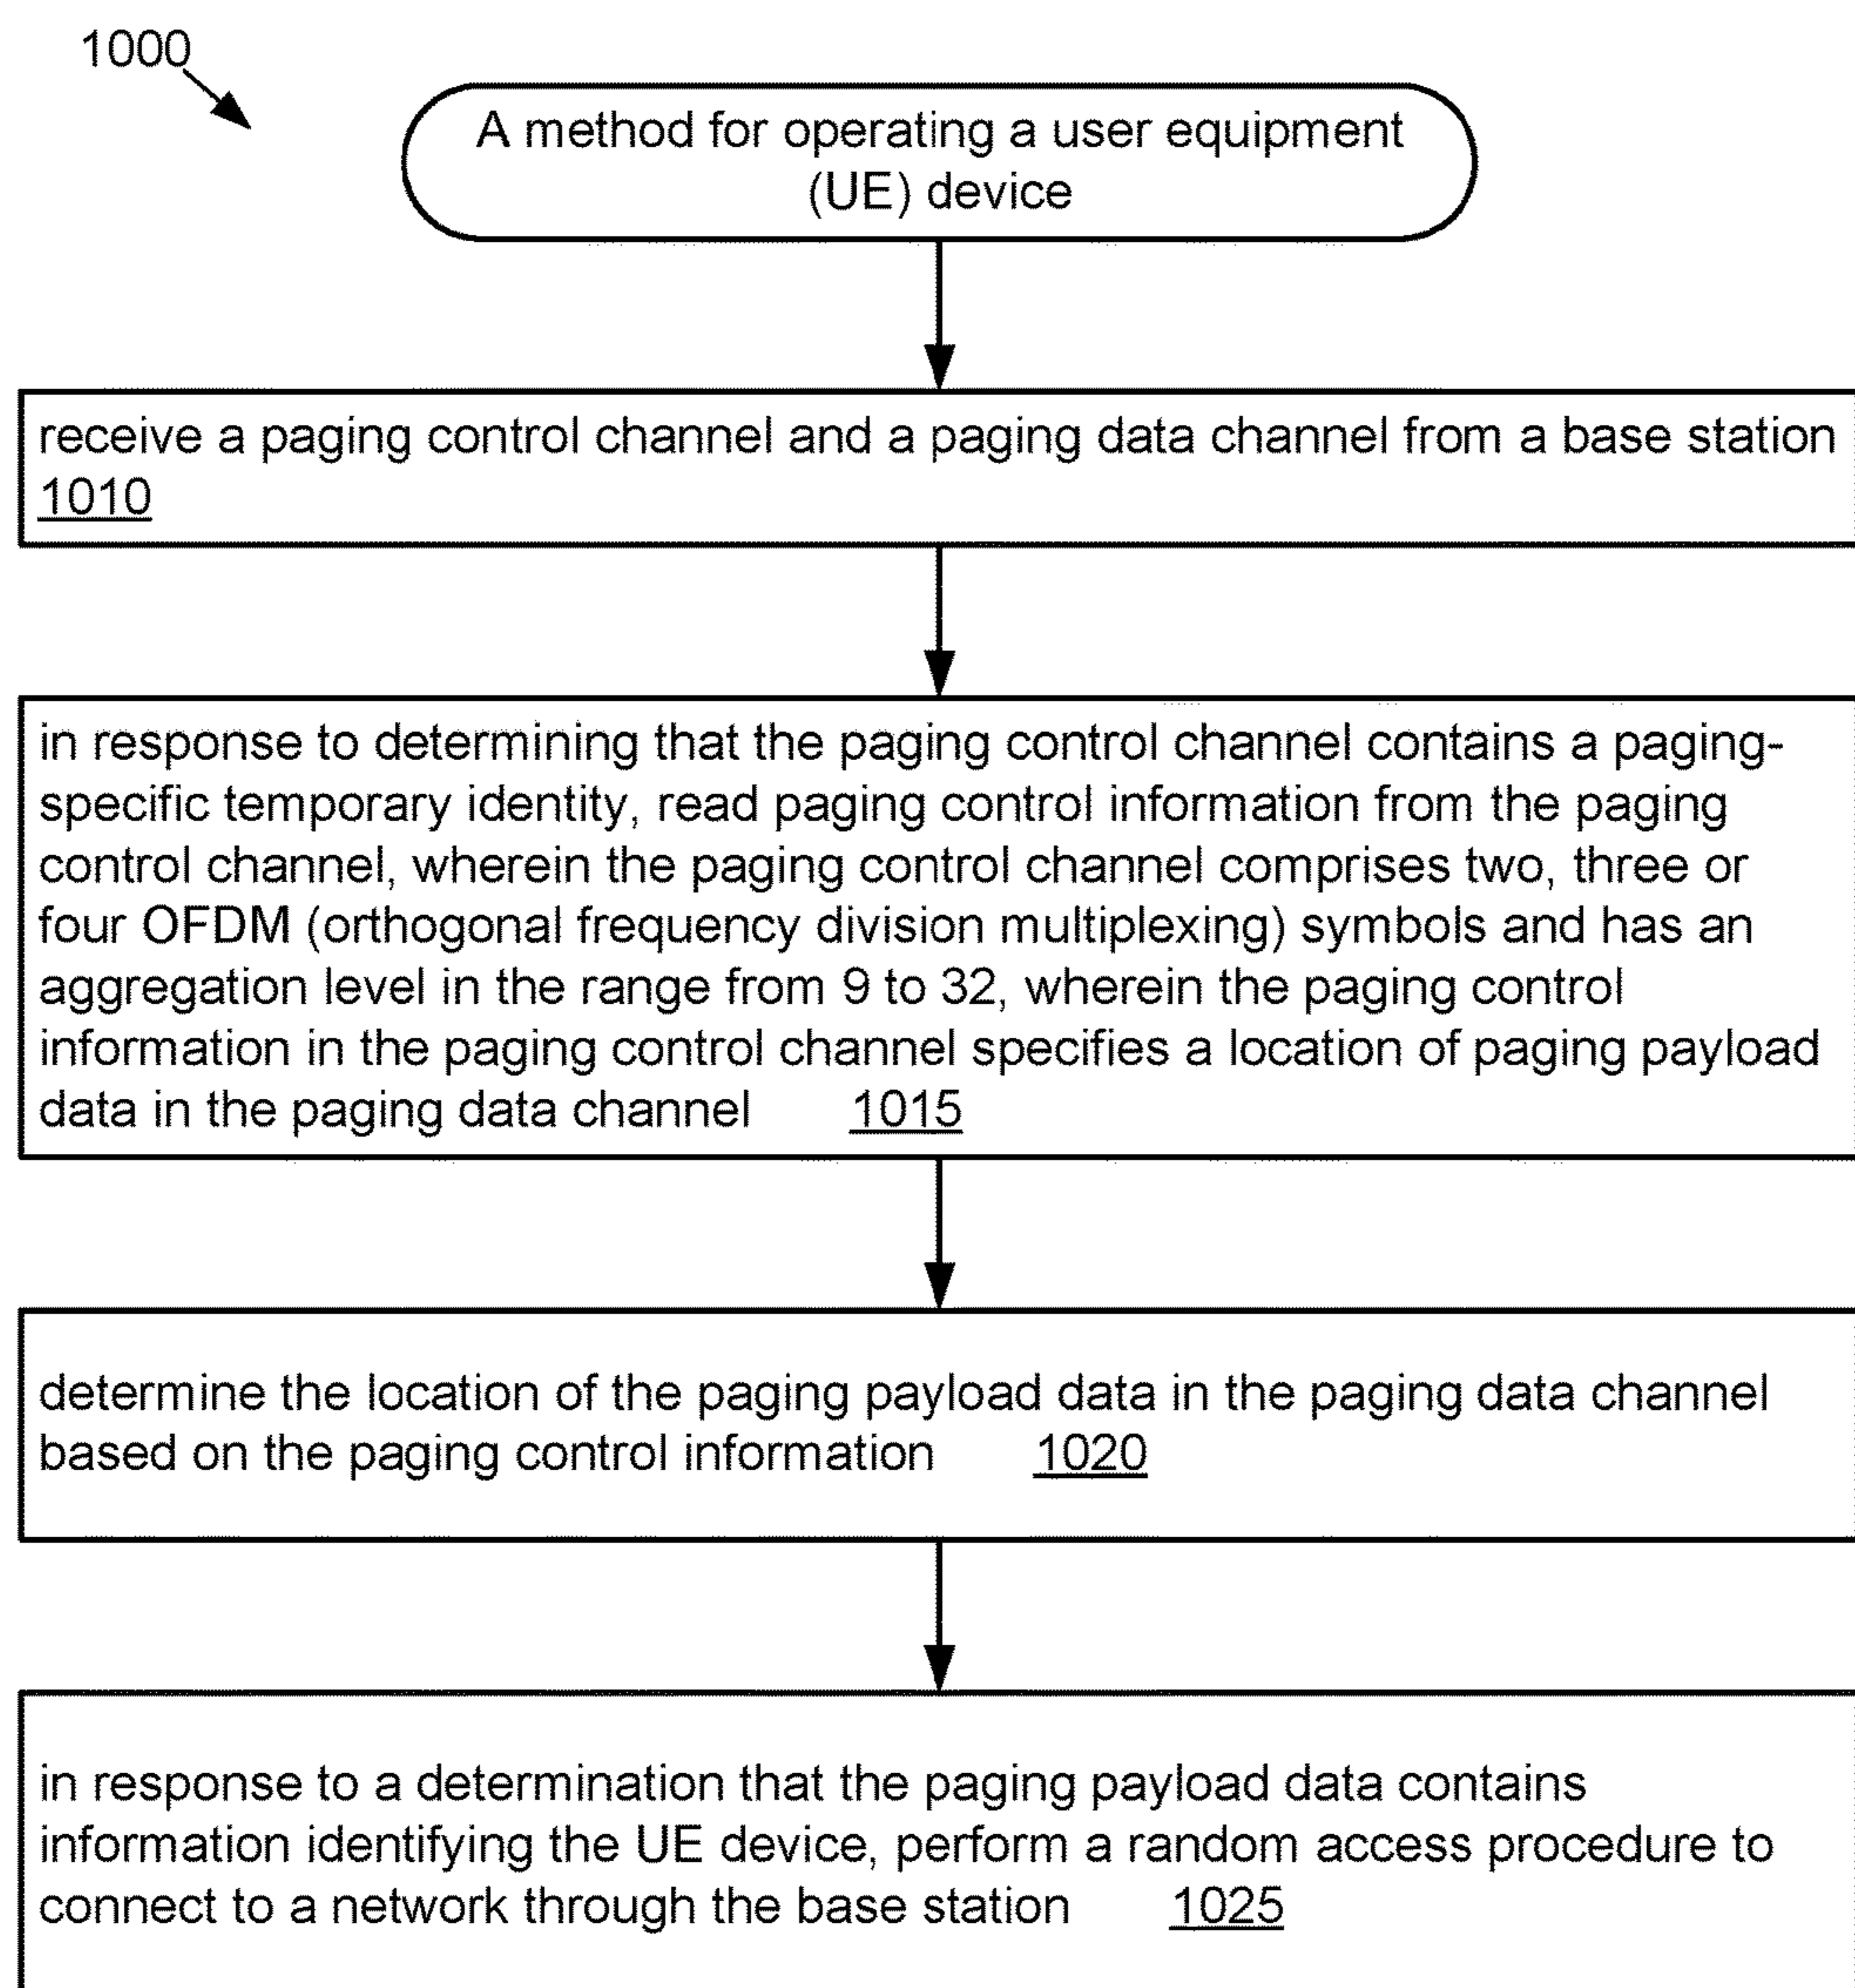 1000
A method for operating a user equipment
(UE) device
receive a paging control channel and a paging data channel from a base station
1010
in response to determining that the paging control channel contains a paging-
specific temporary identity, read paging control information from the paging
control channel, wherein the paging control channel comprises two, three or
four OFDM (orthogonal frequency division multiplexing) symbols and has an
aggregation level in the range from 9 to 32, wherein the paging control
information in the paging control channel specifies a location of paging payload
data in the paging data channel 1015
determine the location of the paging payload data in the paging data channel
based on the paging control information 1020
in response to a determination that the paging payload data contains
information identifying the UE device, perform a random access procedure to
connect to a network through the base station 1025